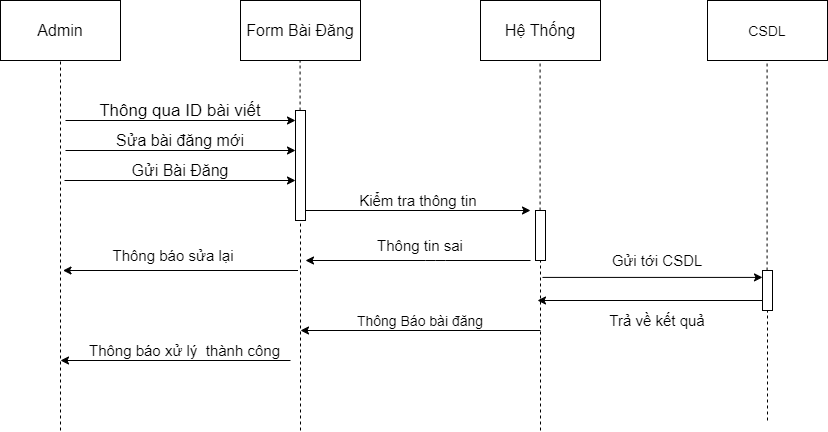 Admin
Form Bài Đăng
Hệ Thống
CSDL
Thông qua ID bài viết
Sửa bài đăng mới
Gửi Bài Đăng
Kiểm tra thông tin
Thông tin sai
Thông báo sửa lại
Gửi tới CSDL
Trả về kết quả
Thông Báo bài đăng
Thông báo xử lý thành công